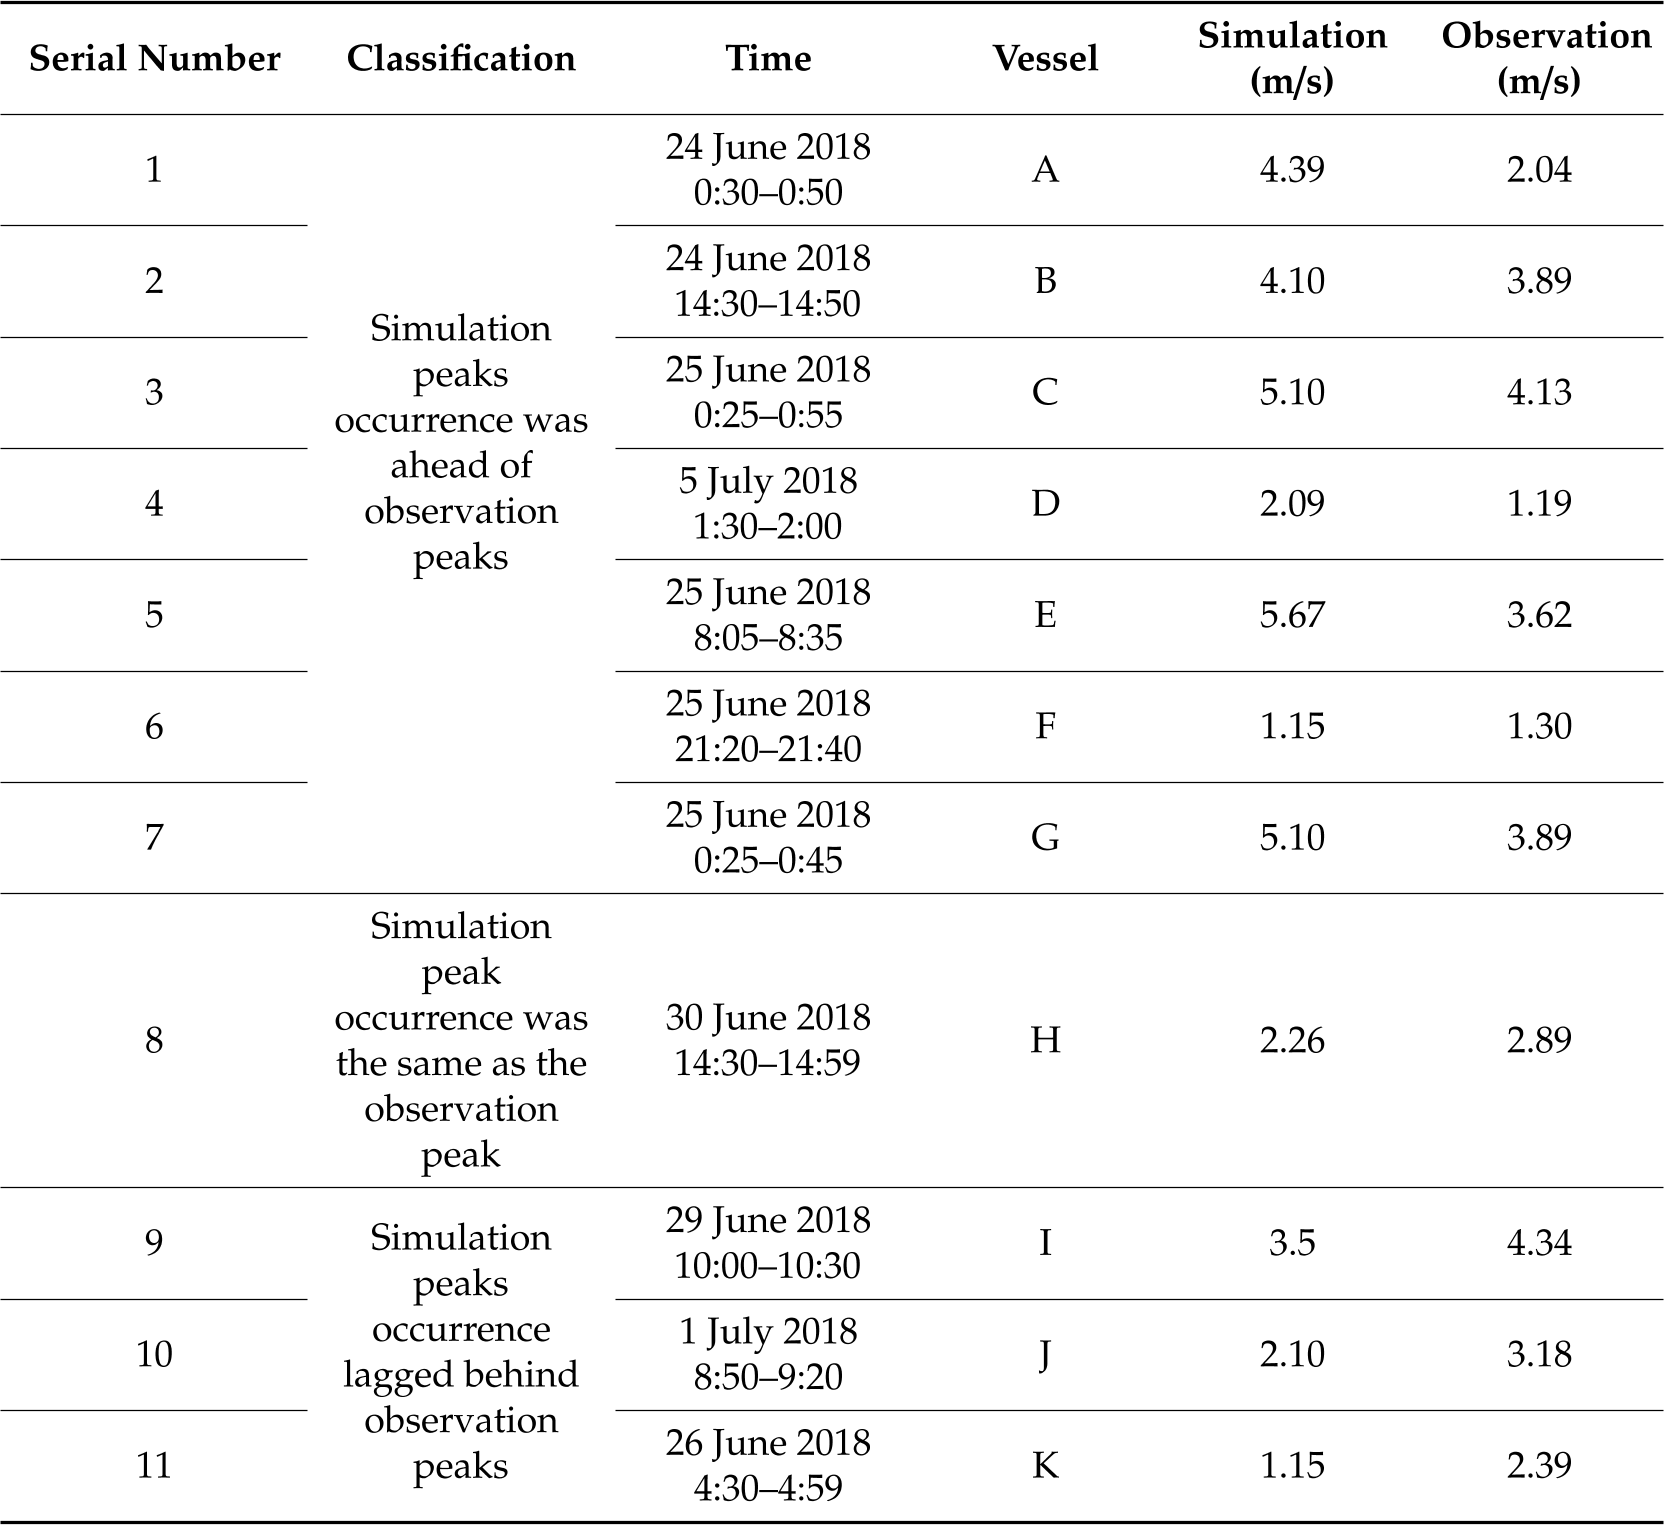 Serial Number Classification Time Vessel Simulation (m/s) Observation (m/s)
1
24 June 2018
0:30–0:50
A 4.39 2.04
2
24 June 2018
14:30–14:50
B 4.10 3.89
3
25 June 2018
0:25–0:55
C 5.10 4.13
4
5 July 2018
1:30–2:00
D 2.09 1.19
5
25 June 2018
8:05–8:35
E 5.67 3.62
6
25 June 2018
21:20–21:40
F 1.15 1.30
7
25 June 2018
0:25–0:45
G 5.10 3.89
Simulation
peaks
occurrence was
ahead of
observation
peaks
8
Simulation
peak
occurrence was
the same as the
observation
peak
30 June 2018
14:30–14:59
H 2.26 2.89
9
29 June 2018
10:00–10:30
I 3.5 4.34
10
1 July 2018
8:50–9:20
J 2.10 3.18
11
26 June 2018
4:30–4:59
K 1.15 2.39
Simulation
peaks
occurrence
lagged behind
observation
peaks